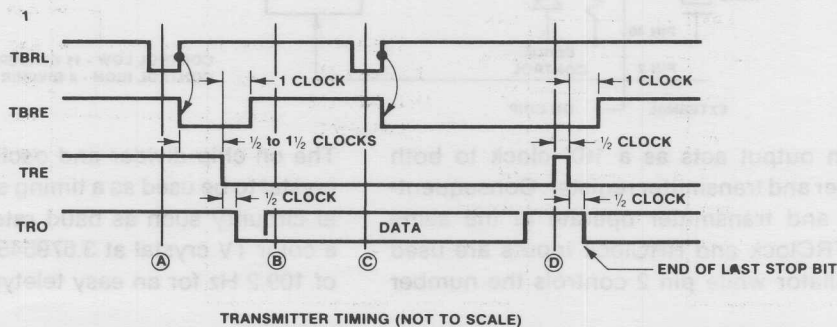 1
TBRL
1 CLOCK
1 CLOCK
TBRE
½ to 1½ CLOCKS
½ CLOCK
TRE
½ CLOCK
½ CLOCK
TRO
DATA
A
B
C
D
END OF LAST STOP BIT
TRANSMITTER TIMING (NOT TO SCALE)